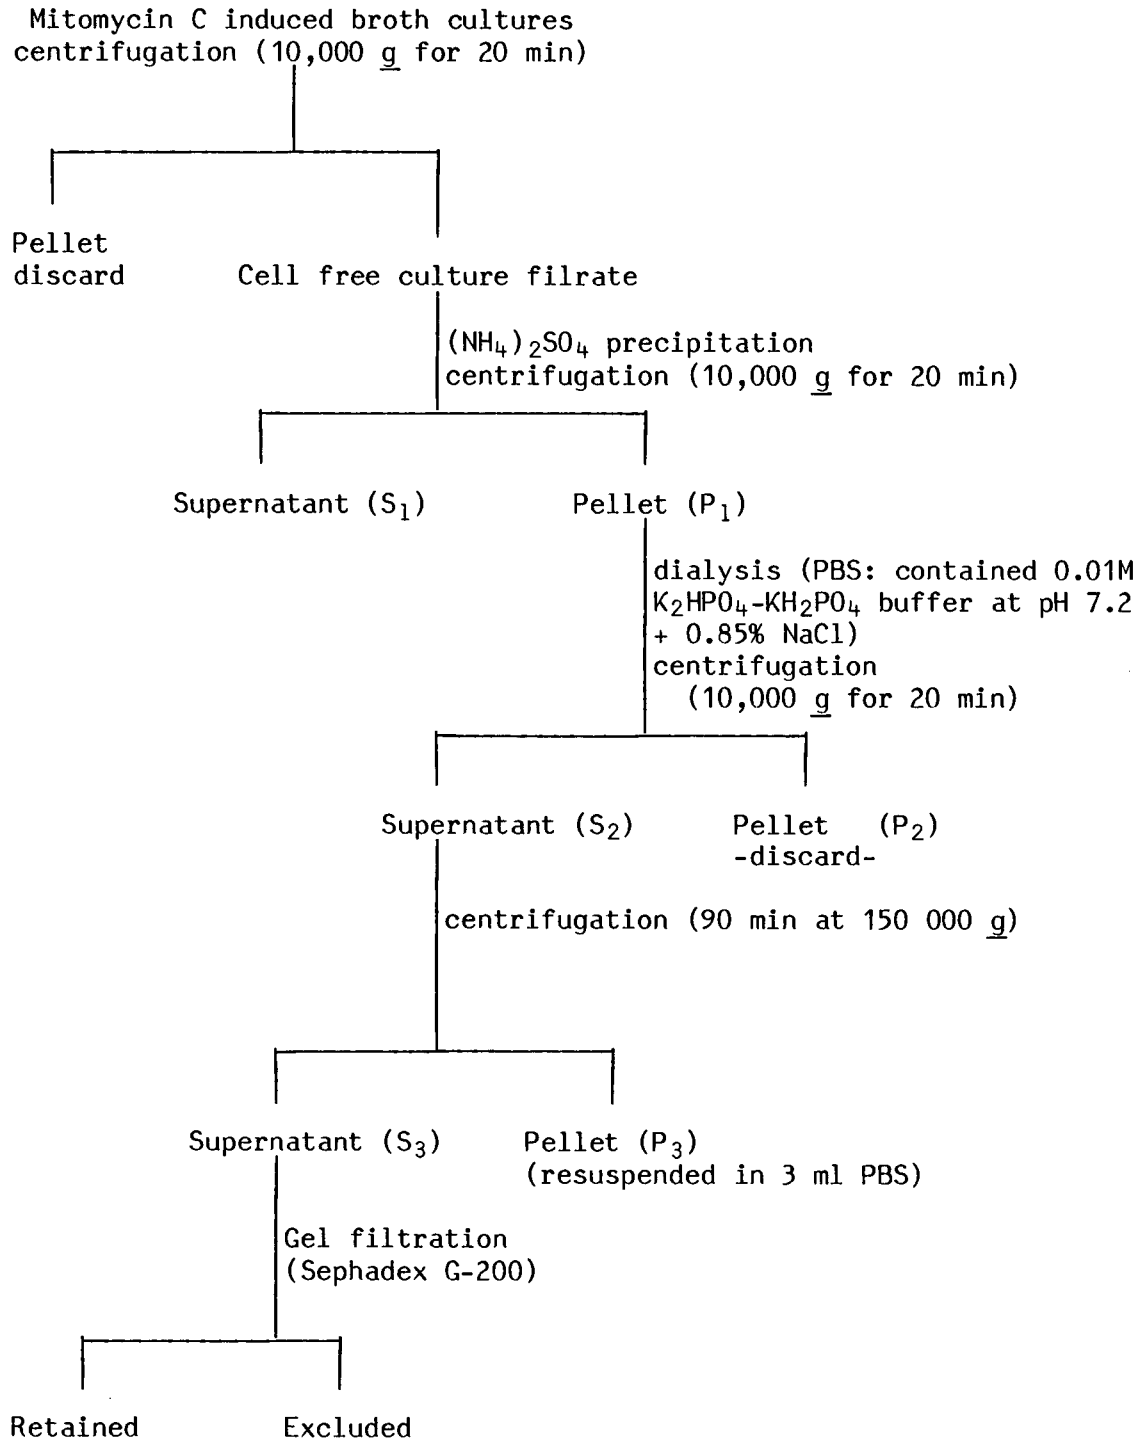 Mitomycin C induced broth cultures
centrifugation (10,000 g for 20 min)
Pellet
discard
Cell free culture filrate
(NH₄)₂SO₄ precipitation
centrifugation (10,000 g for 20 min)
Supernatant (S₁)
Pellet (P₁)
dialysis (PBS: contained 0.01M
K₂HPO₄-KH₂PO₄ buffer at pH 7.2
+ 0.85% NaCl)
centrifugation
(10,000 g for 20 min)
Supernatant (S₂)
Pellet (P₂)
-discard-
centrifugation (90 min at 150 000 g)
Supernatant (S₃)
Pellet (P₃)
(resuspended in 3 ml PBS)
Gel filtration
(Sephadex G-200)
Retained
Excluded